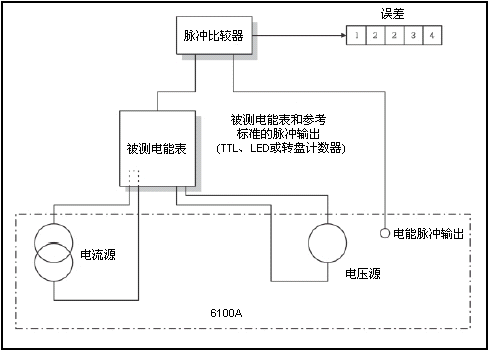 误差
脉冲比较器
1 2 2 3 4
被测电能表和参考
标准的脉冲输出
(TTL、LED或转盘计数器)
被测电能表
电流源
电能脉冲输出
电压源
6100A